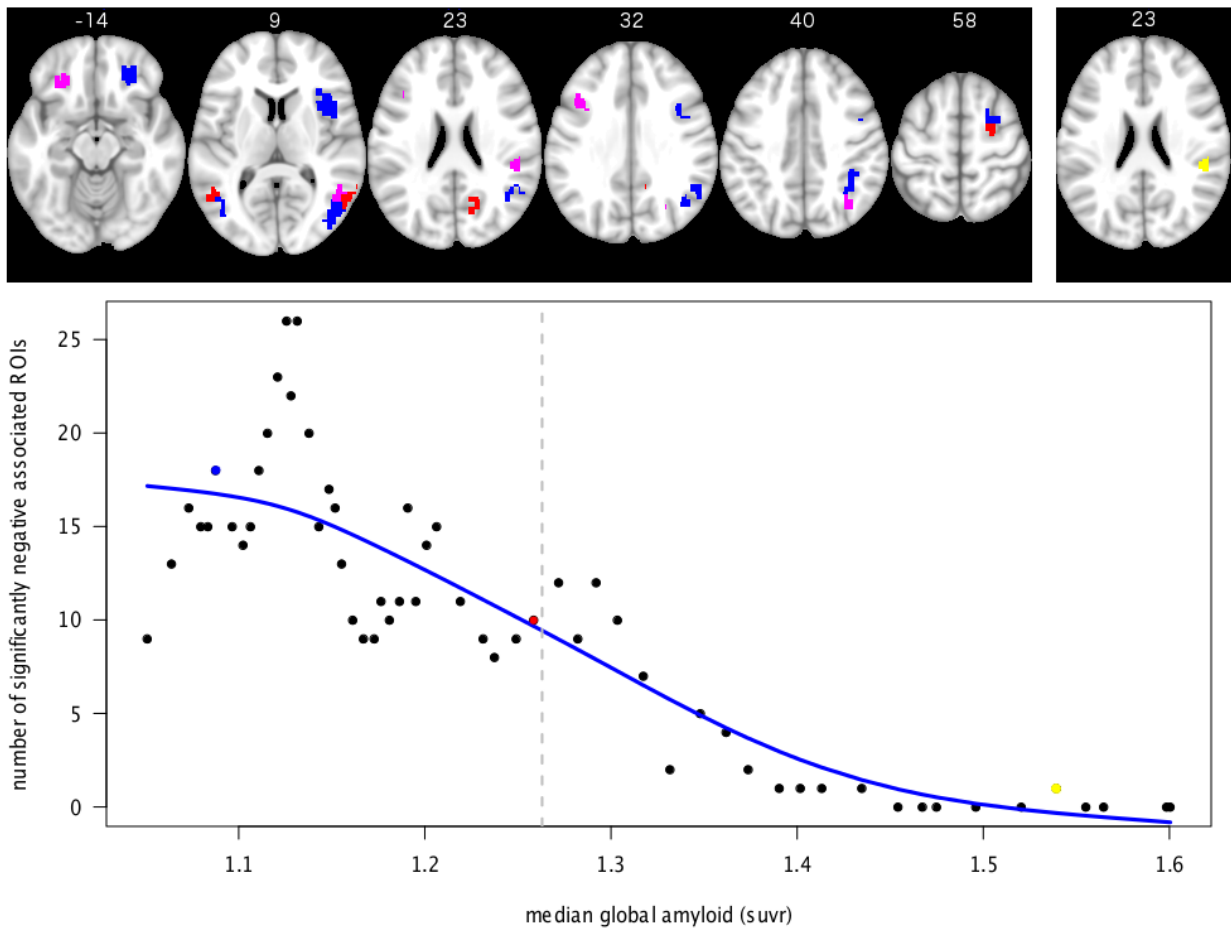 -14 9 23 32 40 58 23
number of significantly negative associated ROIs
25
20
15
10
5
0
1.1 1.2 1.3 1.4 1.5 1.6
median global amyloid (suvr)